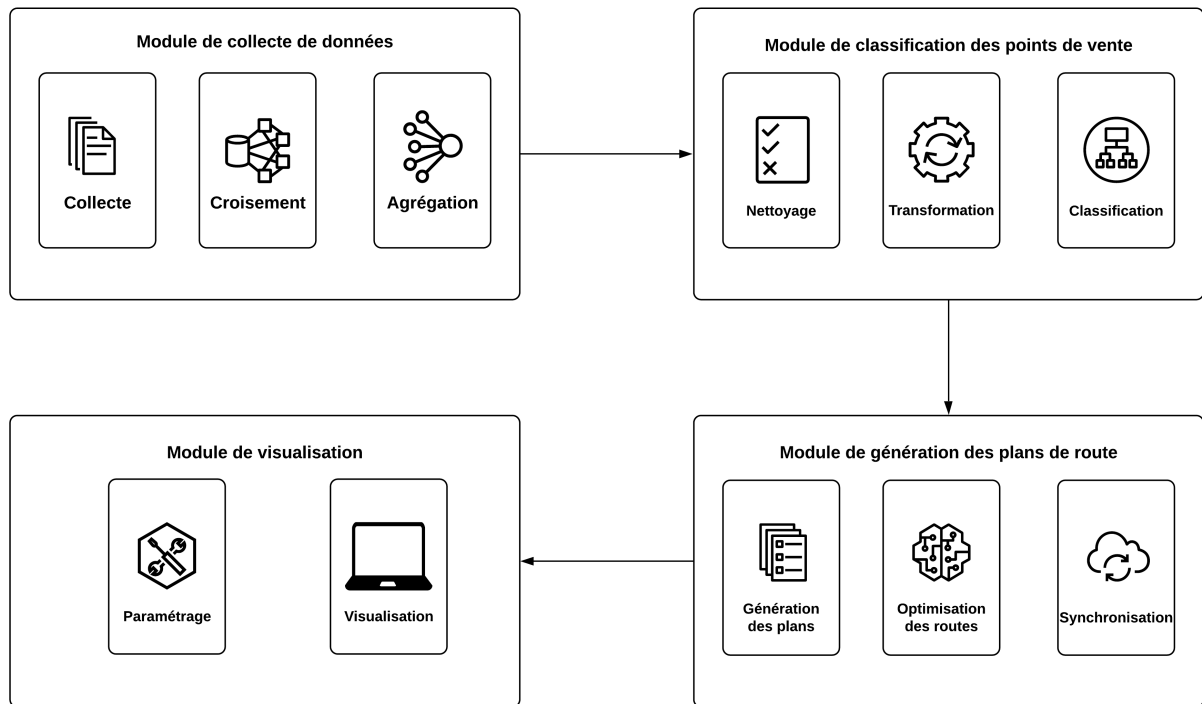 Module de collecte de données
Collecte
Croisement
Agrégation
Module de classification des points de vente
Nettoyage
Transformation
Classification
Module de visualisation
Paramétrage
Visualisation
Module de génération des plans de route
Génération
des plans
Optimisation
des routes
Synchronisation